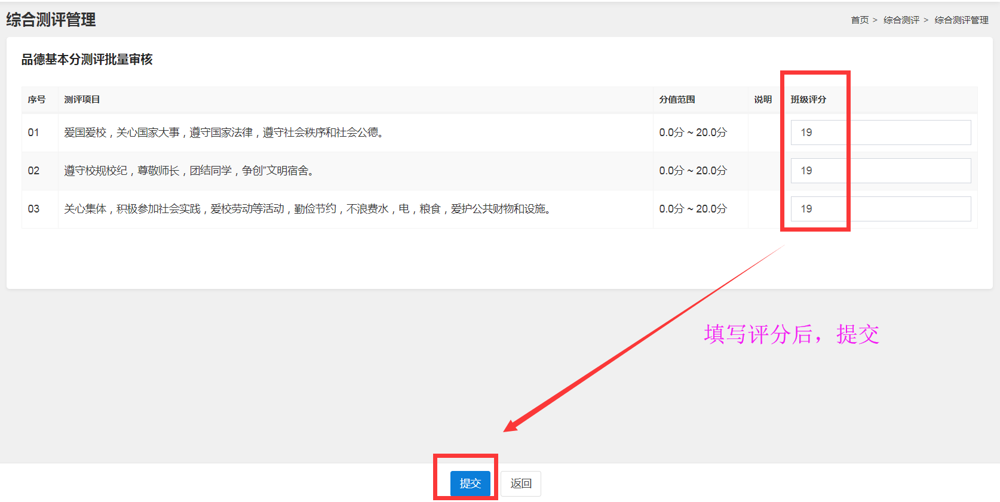 综合测评管理
首页 > 综合测评 > 综合测评管理
品德基本分测评批量审核
序号 测评项目 分值范围 说明 班级评分
01 爱国爱校，关心国家大事，遵守国家法律，遵守社会秩序和社会公德。 0.0分 ~ 20.0分 19
02 遵守校规校纪，尊敬师长，团结同学，争创"文明宿舍。 0.0分 ~ 20.0分 19
03 关心集体，积极参加社会实践，爱校劳动等活动，勤俭节约，不浪费水，电，粮食，爱护公共财物和设施。 0.0分 ~ 20.0分 19
填写评分后，提交
提交 返回